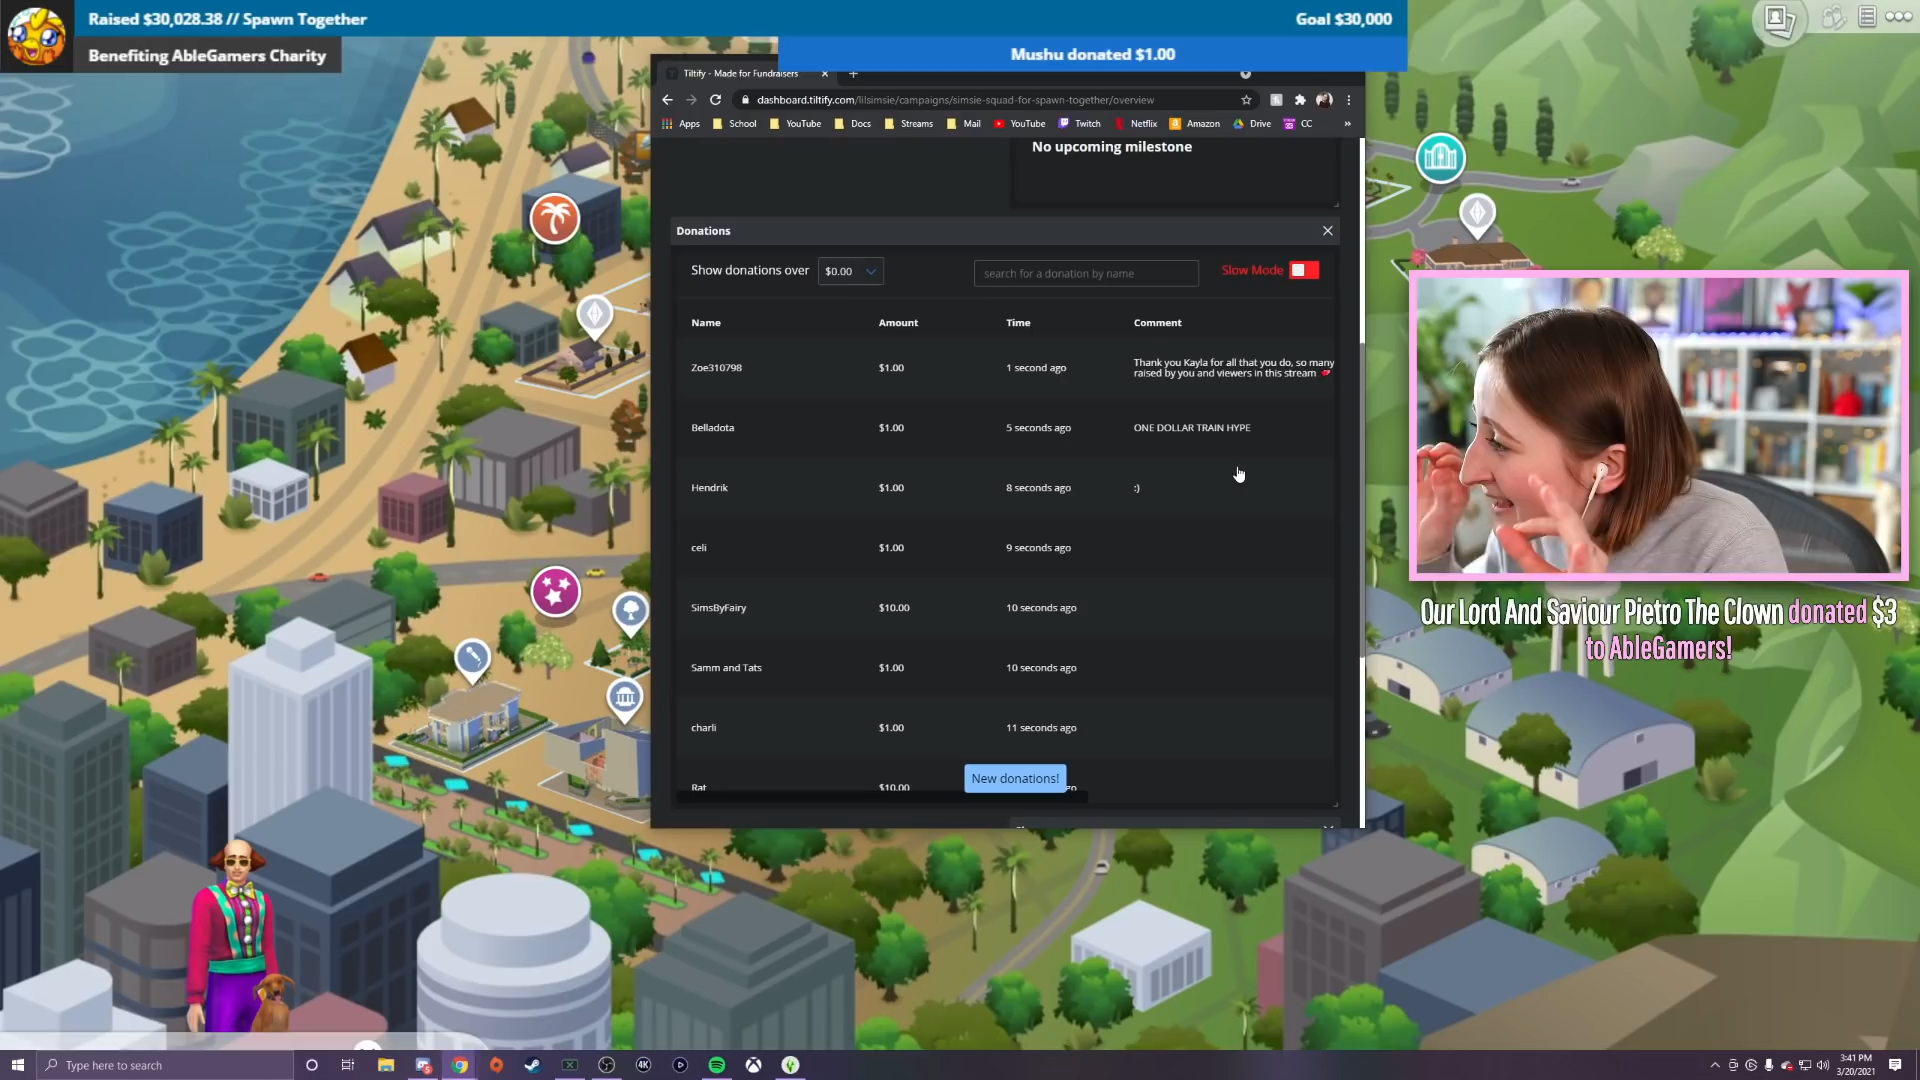 Raised $30,028.38 // Spawn Together
Goal $30,000
Benefiting AbleGamers Charity
Mushu donated $1.00
Tiltify - Made for Fundraisers
dashboard.tiltify.com/lilsimsie/campaigns/simsie-squad-for-spawn-together/overview
Apps School YouTube Docs Streams Mail YouTube Twitch Netflix Amazon Drive CC »
No upcoming milestone
Donations
Show donations over $0.00 search for a donation by name Slow Mode
Name Amount Time Comment
Zoe310798 $1.00 1 second ago Thank you Kayla for all that you do, so many
raised by you and viewers in this stream
Belladota $1.00 5 seconds ago ONE DOLLAR TRAIN HYPE
Hendrik $1.00 8 seconds ago :)
celi $1.00 9 seconds ago
SimsByFairy $10.00 10 seconds ago
Samm and Tats $1.00 10 seconds ago
charli $1.00 11 seconds ago
New donations!
Rat $10.00
Our Lord And Saviour Pietro The Clown donated $3
to AbleGamers!
Type here to search
4K
3:41 PM
3/20/2021